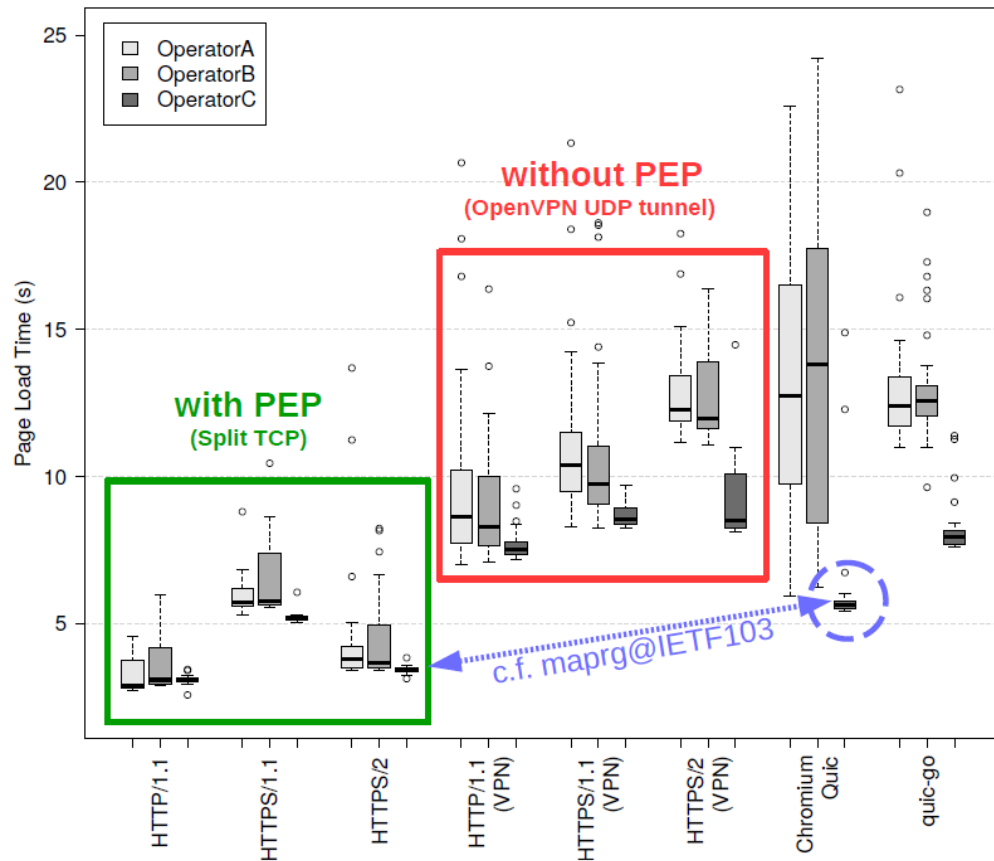 25
20
15
10
5
Page Load Time (s)
OperatorA
OperatorB
OperatorC
without PEP
(OpenVPN UDP tunnel)
with PEP
(Split TCP)
c.f. maprg@IETF103
HTTP/1.1
HTTPS/1.1
HTTPS/2
HTTP/1.1
(VPN)
HTTPS/1.1
(VPN)
HTTPS/2
(VPN)
Chromium
Quic
quic-go